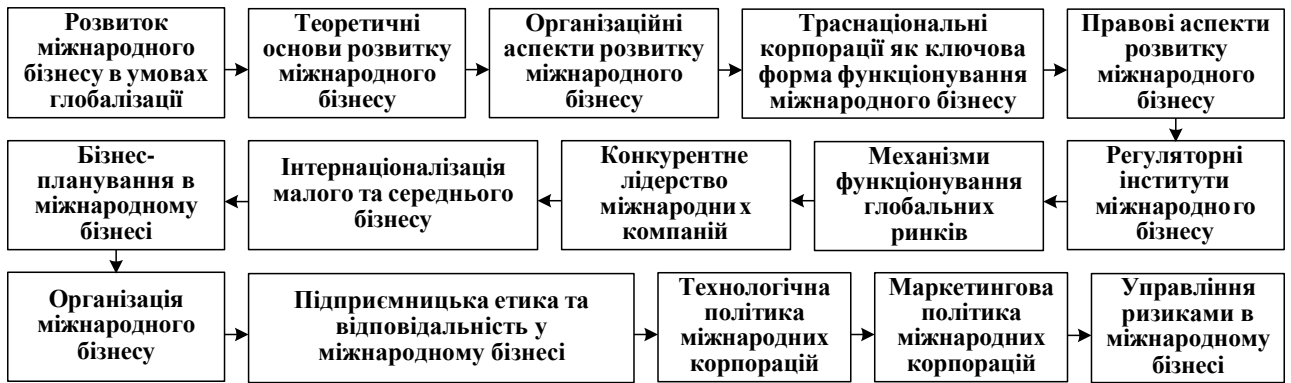 Розвиток
міжнародного
бізнесу в умовах
глобалізації
Теоретичні
основи розвитку
міжнародного
бізнесу
Організаційні
аспекти розвитку
міжнародного
бізнесу
Траснаціональні
корпорації як ключова
форма функціонування
міжнародного бізнесу
Правові аспекти
розвитку
міжнародного
бізнесу
Регуляторні
інститути
міжнародного
бізнесу
Механізми
функціонування
глобальних
ринків
Конкурентне
лідерство
міжнародних
компаній
Інтернаціоналізація
малого та середнього
бізнесу
Бізнес-
планування в
міжнародному
бізнесі
Організація
міжнародного
бізнесу
Підприємницька етика та
відповідальність у
міжнародному бізнесі
Технологічна
політика
міжнародних
корпорацій
Маркетингова
політика
міжнародних
корпорацій
Управління
ризиками в
міжнародному
бізнесі